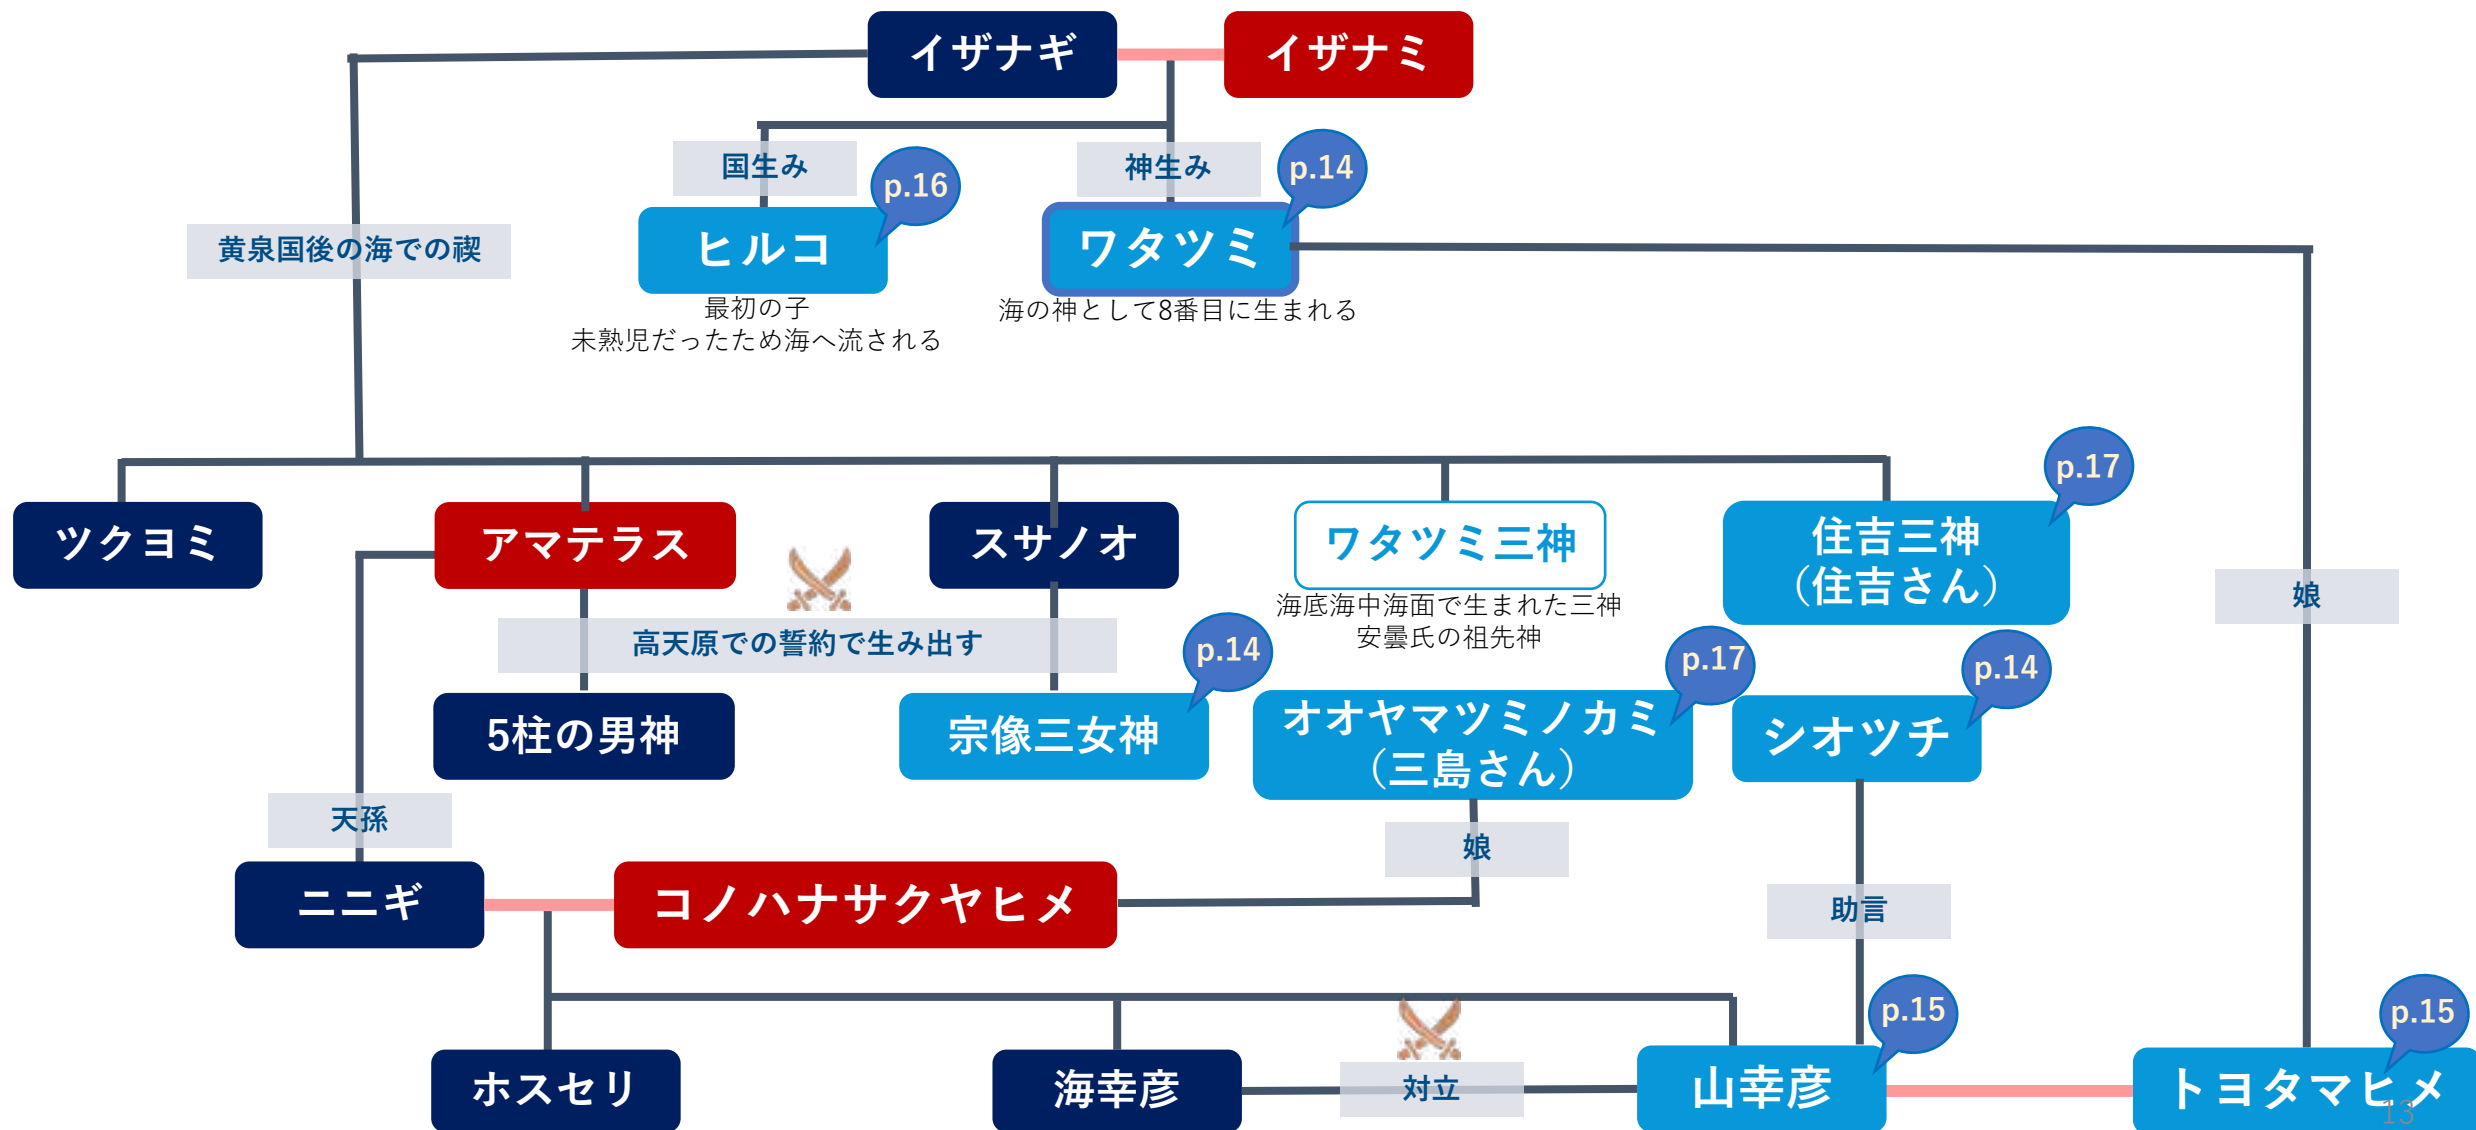 イザナギ
イザナミ
国生み
神生み
p.14
p.16
黄泉国後の海での禊
ヒルコ
ワタツミ
最初の子
未熟児だったため海へ流される
海の神として8番目に生まれる
p.17
ツクヨミ
アマテラス
スサノオ
ワタツミ三神
海底海中海面で生まれた三神
安曇氏の祖先神
住吉三神
（住吉さん）
娘
高天原での誓約で生み出す
p.14
p.17
p.14
5柱の男神
宗像三女神
オオヤマツミノカミ
（三島さん）
シオツチ
天孫
娘
ニニギ
コノハナサクヤヒメ
助言
p.15
p.15
ホスセリ
海幸彦
対立
山幸彦
トヨタマヒメ
13